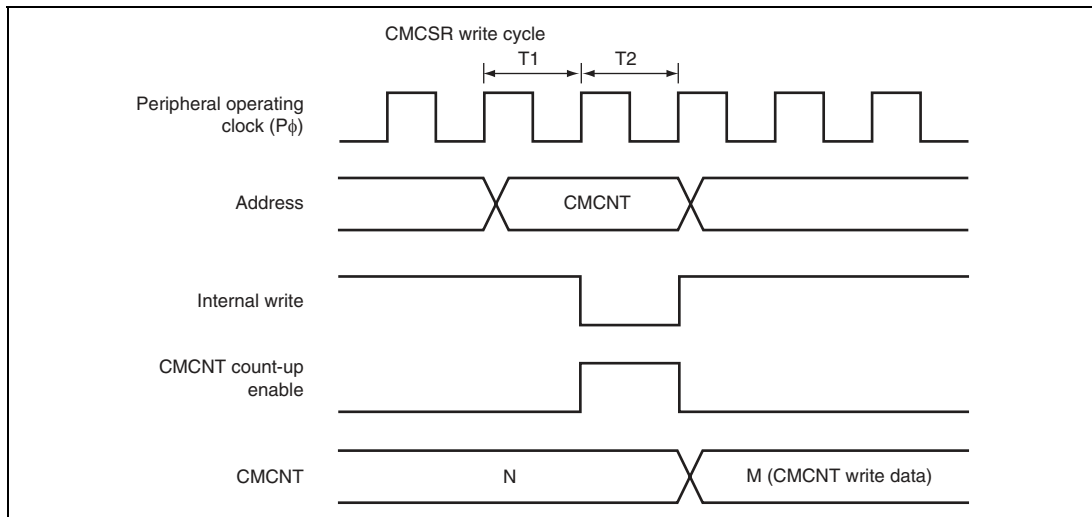 CMCSR write cycle
T1 T2
Peripheral operating
clock (Pϕ)
Address
CMCNT
Internal write
CMCNT count-up
enable
CMCNT
N
M (CMCNT write data)